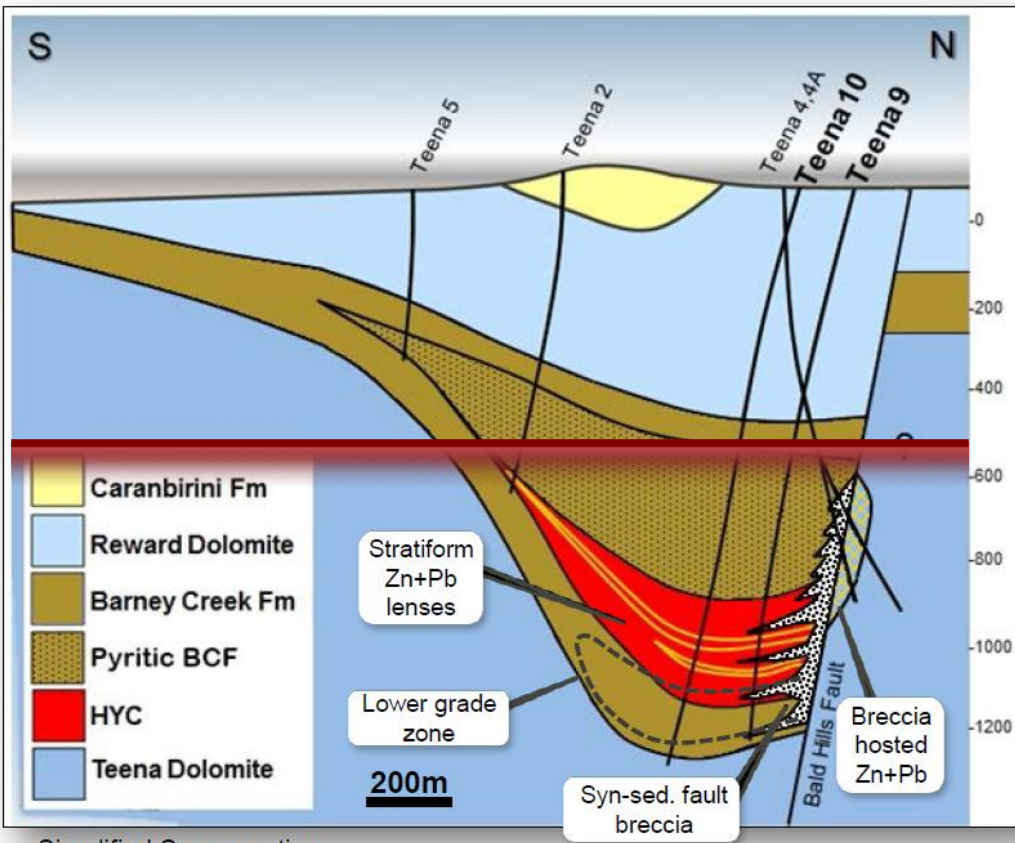 S
N
Teena 5
Teena 2
Teena 4,4A
Teena 10
Teena 9
-0
-200
-400
-600
-800
-1000
-1200
Caranbirini Fm
Reward Dolomite
Barney Creek Fm
Pyritic BCF
HYC
Teena Dolomite
Stratiform
Zn+Pb
lenses
Lower grade
zone
200m
Syn-sed. fault
breccia
Breccia
hosted
Zn+Pb
Bald Hills Fault